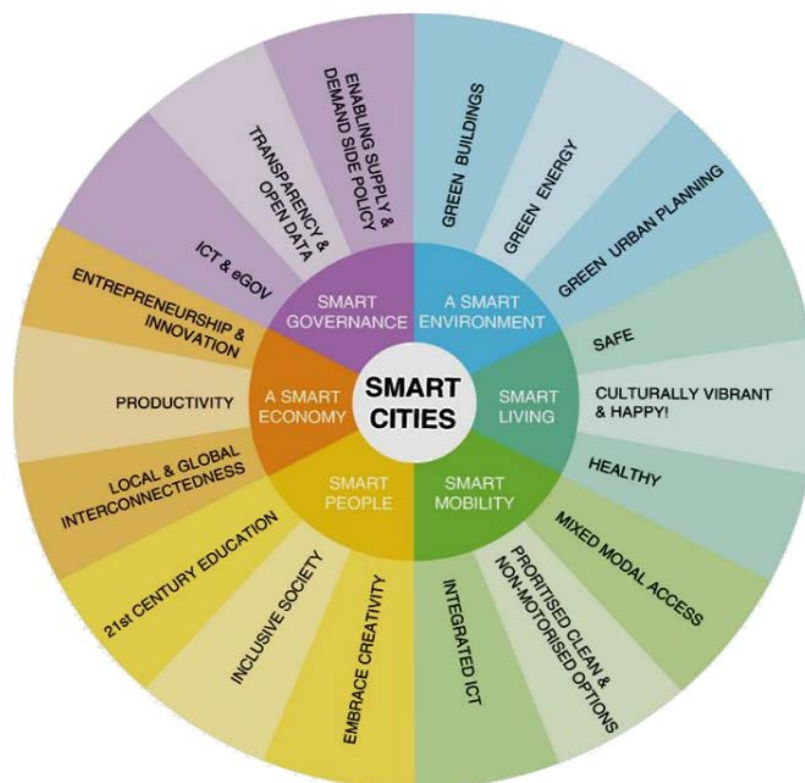 SMART
CITIES
SMART
GOVERNANCE
A SMART
ENVIRONMENT
SMART
LIVING
SMART
MOBILITY
SMART
PEOPLE
A SMART
ECONOMY
ENABLING SUPPLY &
DEMAND SIDE POLICY
GREEN BUILDINGS
GREEN ENERGY
GREEN URBAN PLANNING
SAFE
CULTURALLY VIBRANT
& HAPPY!
HEALTHY
MIXED MODAL ACCESS
PRIORITISED CLEAN &
NON-MOTORISED OPTIONS
INTEGRATED ICT
EMBRACE CREATIVITY
INCLUSIVE SOCIETY
21st CENTURY EDUCATION
LOCAL & GLOBAL
INTERCONNECTEDNESS
PRODUCTIVITY
ENTREPRENEURSHIP &
INNOVATION
ICT & eGOV
TRANSPARENCY &
OPEN DATA